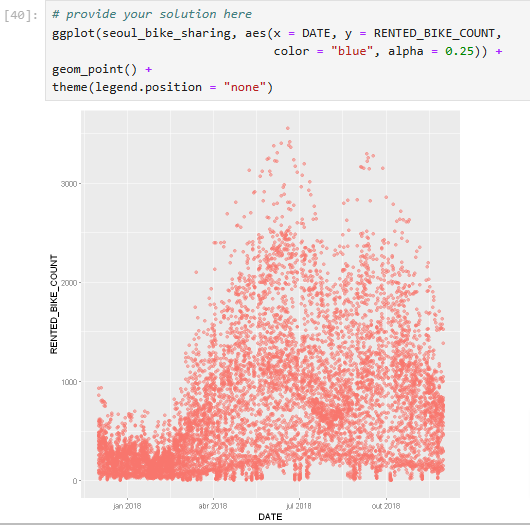 [40]: # provide your solution here
ggplot(seoul_bike_sharing, aes(x = DATE, y = RENTED_BIKE_COUNT,
color = "blue", alpha = 0.25)) +
geom_point() +
theme(legend.position = "none")
3000
2000
1000
0
RENTED_BIKE_COUNT
jan 2018 abr 2018 jul 2018 out 2018
DATE